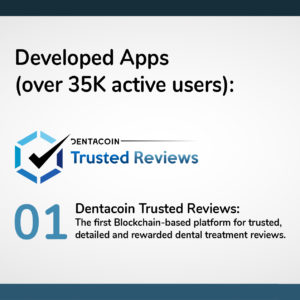 Developed Apps
(over 35K active users):
DENTACOIN
Trusted Reviews
01
Dentacoin Trusted Reviews:
The first Blockchain-based platform for trusted,
detailed and rewarded dental treatment reviews.